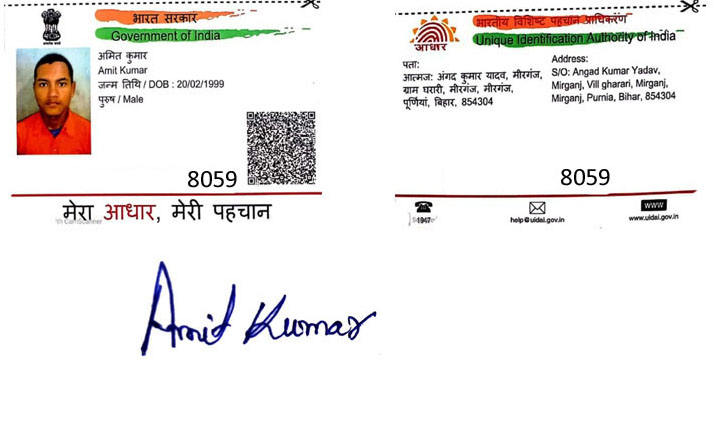 भारत सरकार
Government of India
अमित कुमार
Amit Kumar
जन्म तिथि / DOB : 20/02/1999
पुरुष / Male
8059
मेरा आधार, मेरी पहचान
Amit Kumar
भारतीय विशिष्ट पहचान प्राधिकरण
Unique Identification Authority of India
आधार
पता:
आत्मज: अंगद कुमार यादव, मीरगंज,
ग्राम घरारी, मीरगंज, मीरगंज,
पूर्णियां, बिहार, 854304
Address:
S/O: Angad Kumar Yadav,
Mirganj, Vill gharari, Mirganj,
Mirganj, Purnia, Bihar, 854304
8059
1947
help@uidai.gov.in
www
www.uidai.gov.in